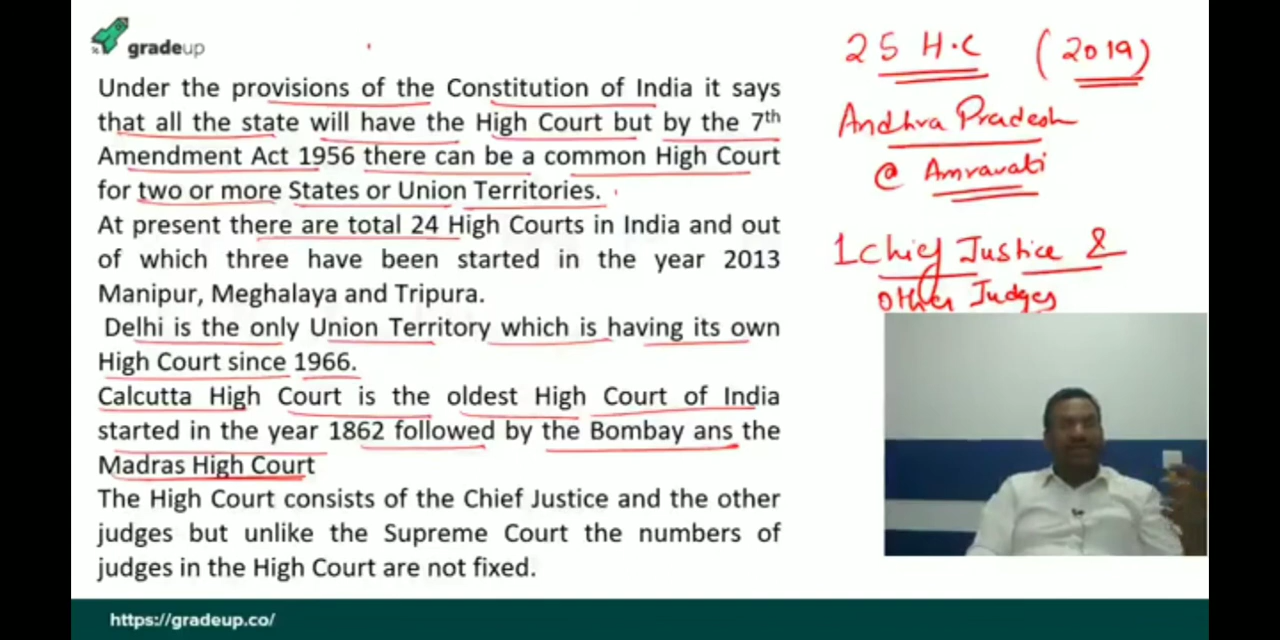 gradeup
Under the provisions of the Constitution of India it says
that all the state will have the High Court but by the 7th
Amendment Act 1956 there can be a common High Court
for two or more States or Union Territories.
At present there are total 24 High Courts in India and out
of which three have been started in the year 2013
Manipur, Meghalaya and Tripura.
Delhi is the only Union Territory which is having its own
High Court since 1966.
Calcutta High Court is the oldest High Court of India
started in the year 1862 followed by the Bombay ans the
Madras High Court
The High Court consists of the Chief Justice and the other
judges but unlike the Supreme Court the numbers of
judges in the High Court are not fixed.
25 H.C (2019)
Andhra Pradesh
@ Amravati
1 Chief Justice &
other Judges
https://gradeup.co/